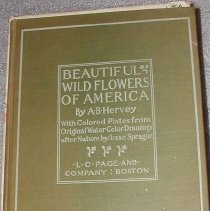 BEAUTIFUL
WILD FLOWERS
OF AMERICA
By A·B·Hervey
With Colored Plates from
Original Water Color Drawings
after Nature by Isaac Sprague
·L·C·PAGE·AND·
COMPANY : BOSTON